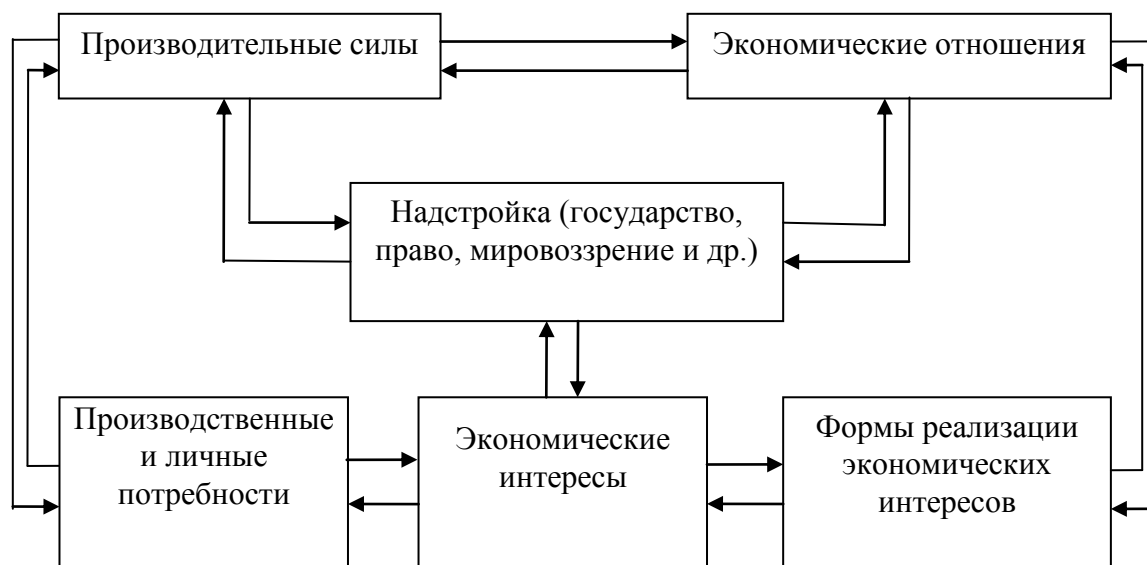 Производительные силы
Экономические отношения
Надстройка (государство,
право, мировоззрение и др.)
Производственные
и личные
потребности
Экономические
интересы
Формы реализации
экономических
интересов